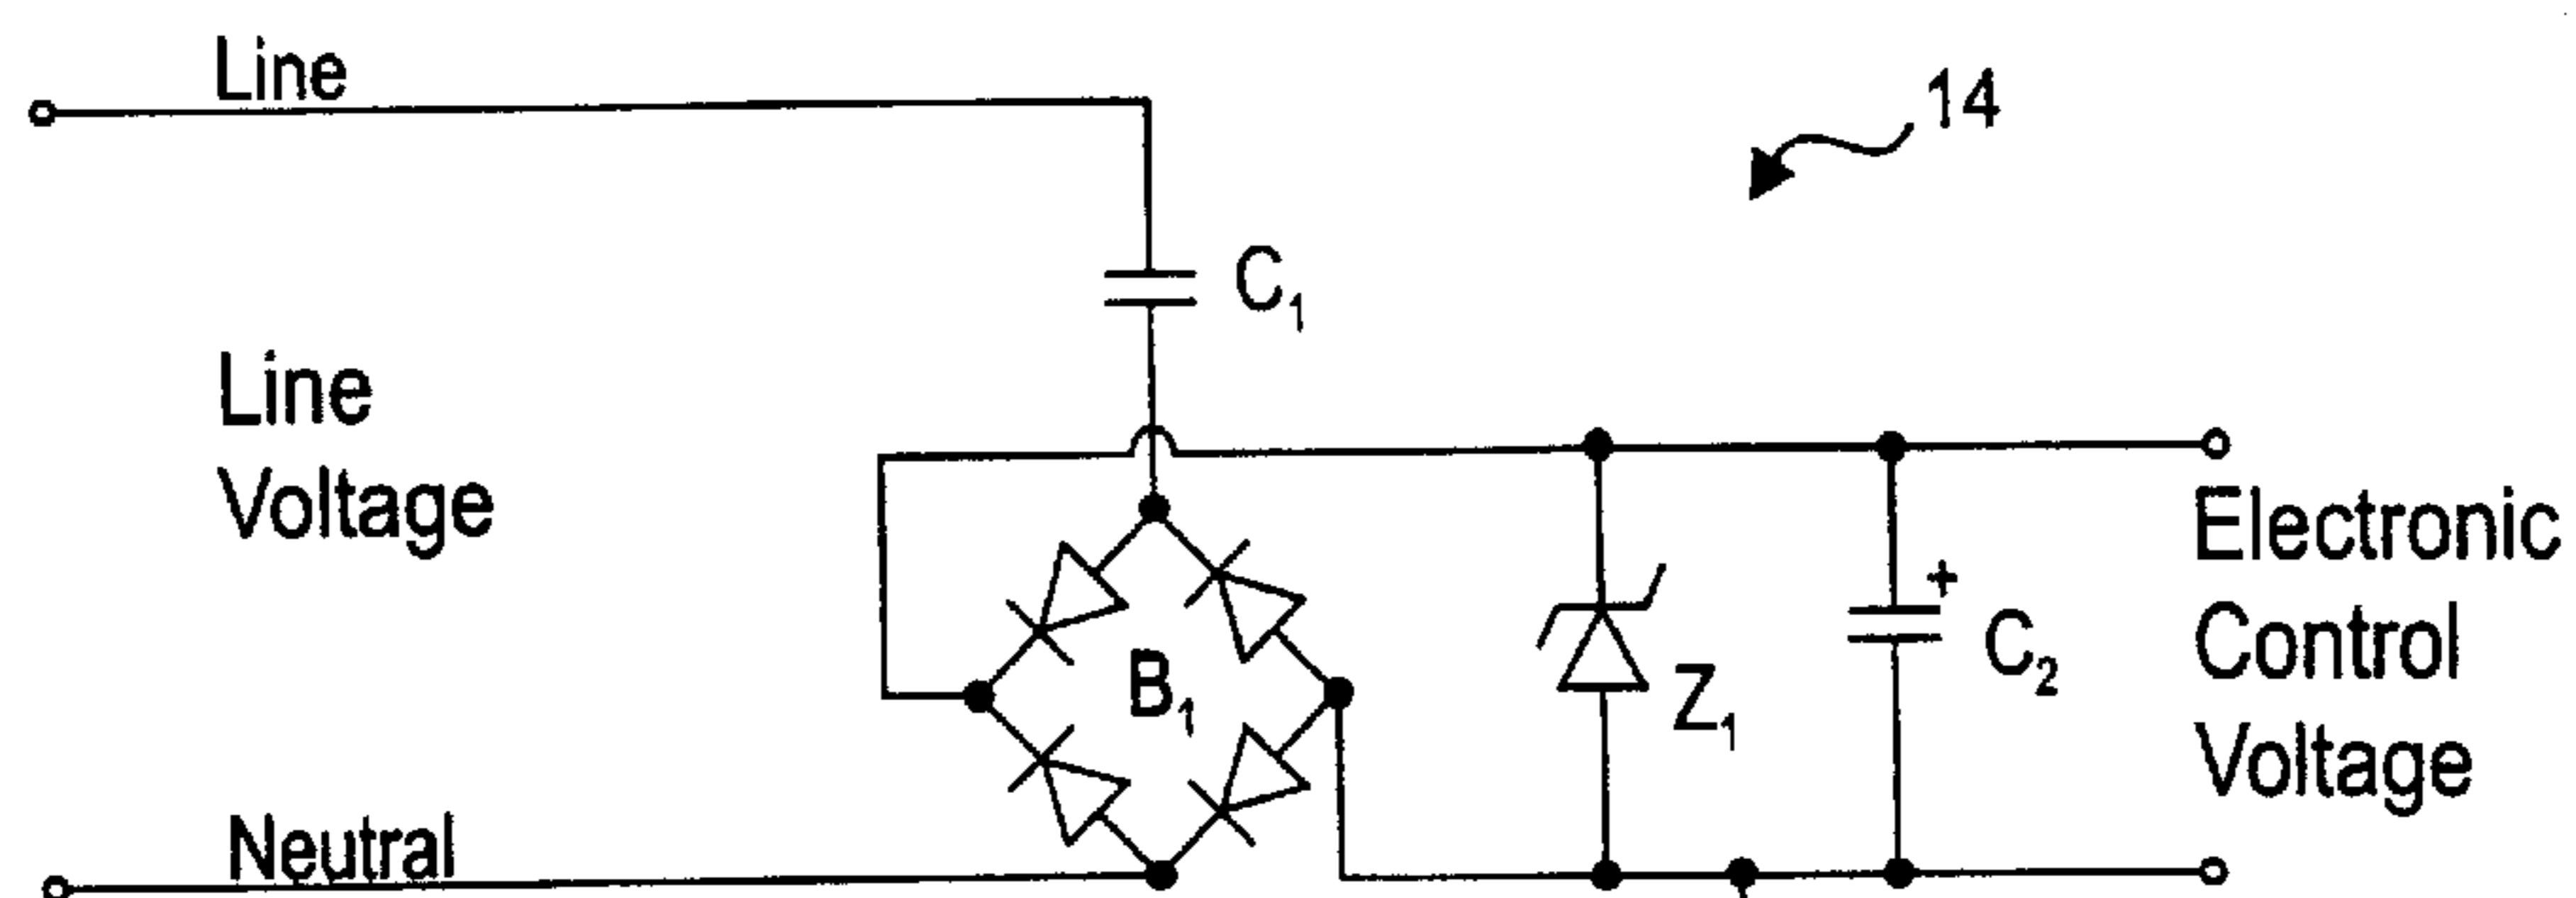 Line
14
C₁
Line
Voltage
Electronic
Control
Voltage
+
C₂
B₁
Z₁
Neutral